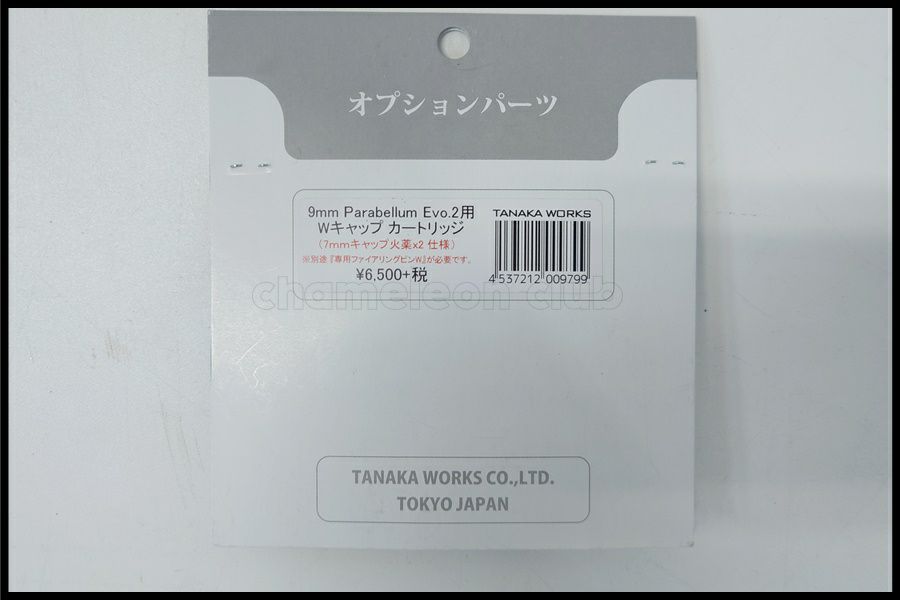 オプションパーツ
9mm Parabellum Evo.2用
Wキャップ カートリッジ
(7mmキャップ火薬x2 仕様)
※別途『専用ファイアリングピンW』が必要です。
¥6,500+税
TANAKA WORKS
4 537212 009799
chameleon club
TANAKA WORKS CO.,LTD.
TOKYO JAPAN